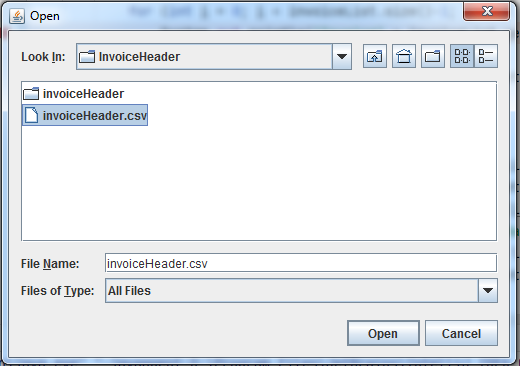 Open
Look In: InvoiceHeader
invoiceHeader
invoiceHeader.csv
File Name: invoiceHeader.csv
Files of Type: All Files
Open Cancel